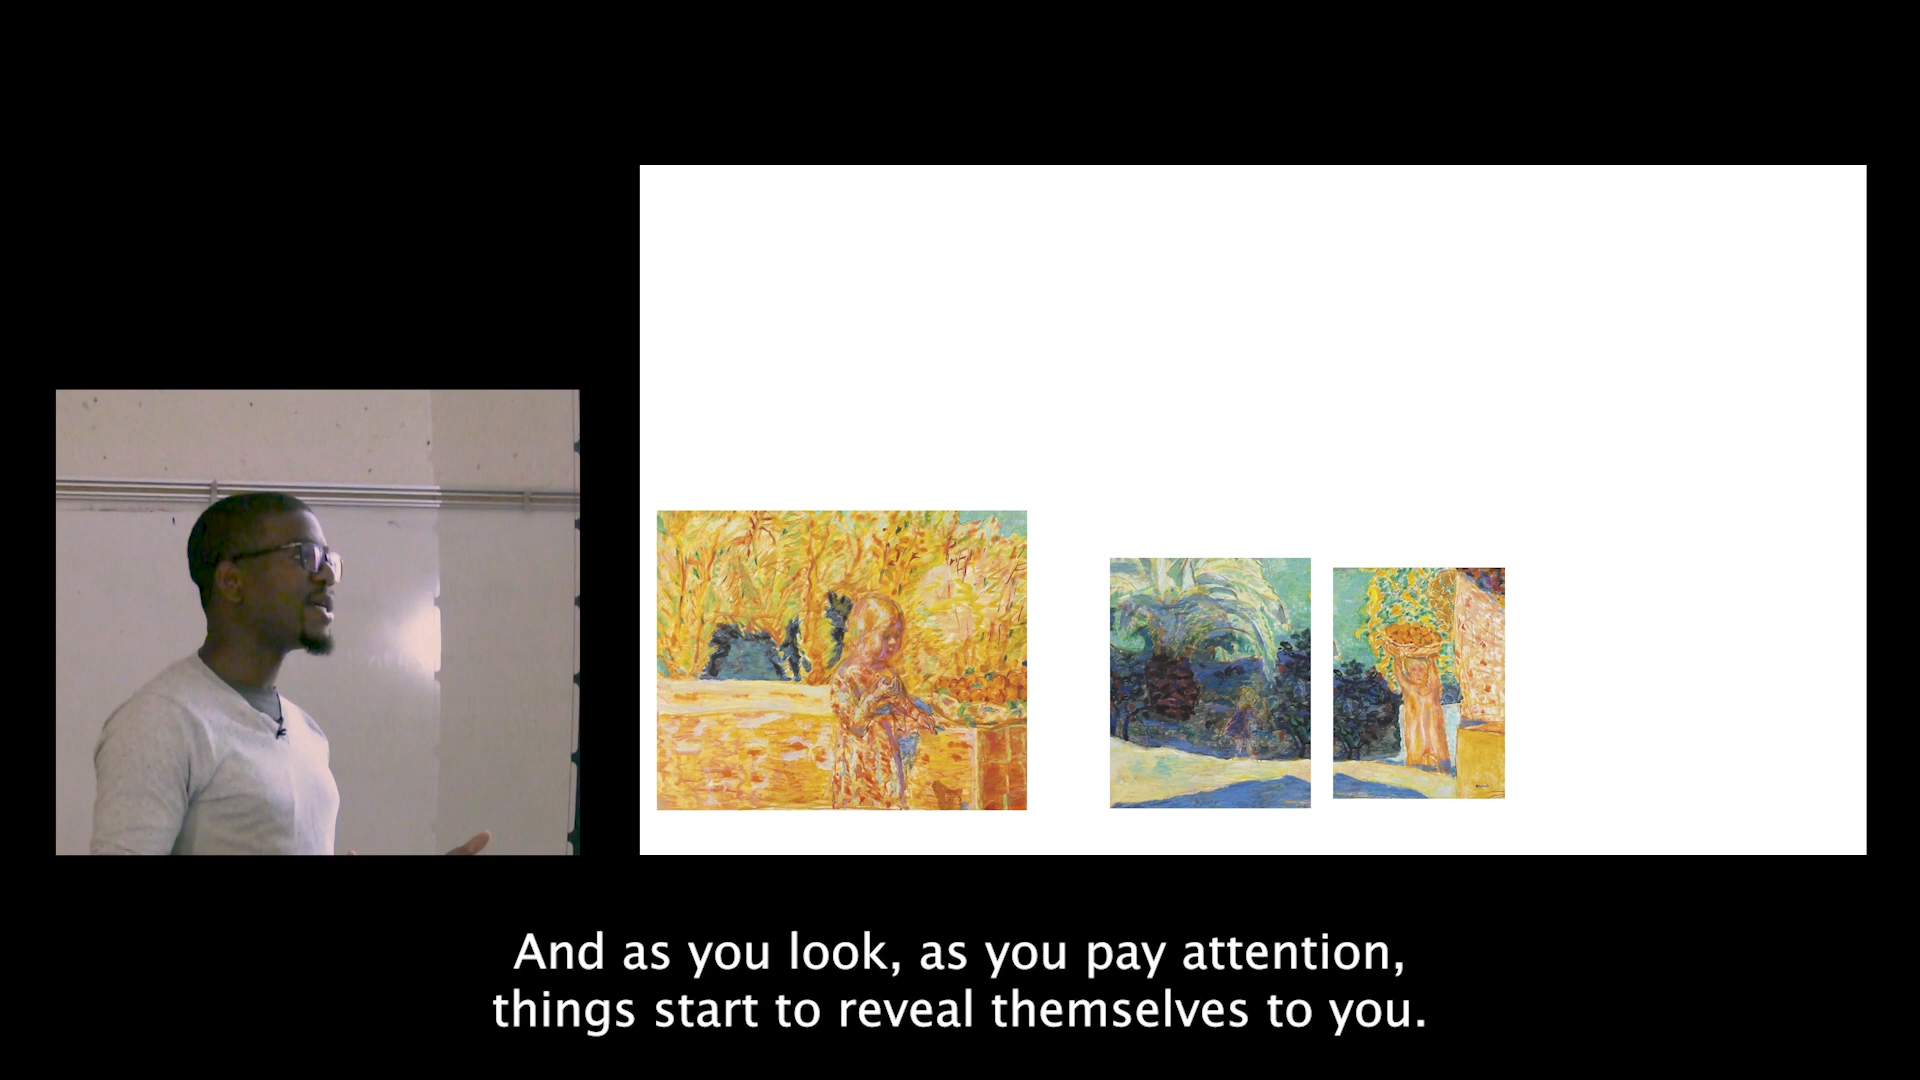 And as you look, as you pay attention,
things start to reveal themselves to you.